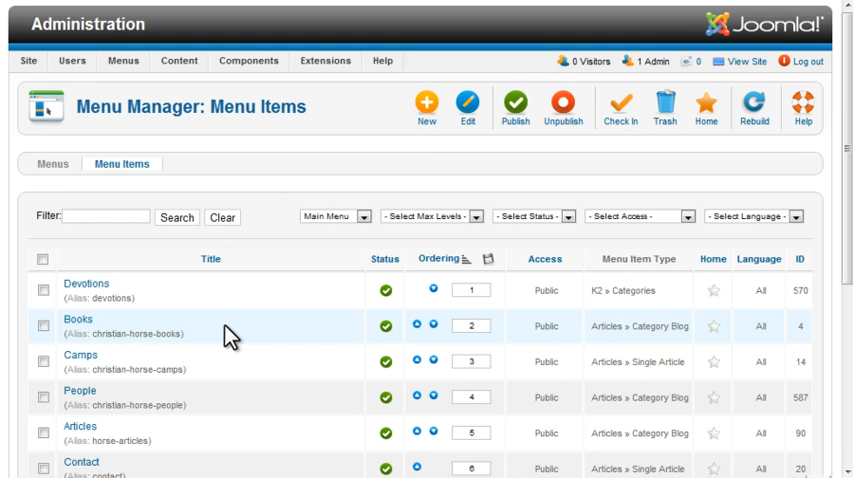 Administration
Joomla!
Site Users Menus Content Components Extensions Help 0 Visitors 1 Admin 0 View Site Log out
Menu Manager: Menu Items
New Edit Publish Unpublish Check In Trash Home Rebuild Help
Menus Menu Items
Filter: Search Clear Main Menu - Select Max Levels - - Select Status - - Select Access - - Select Language -
Title Status Ordering Access Menu Item Type Home Language ID
Devotions
(Alias: devotions) 1 Public K2 » Categories All 570
Books
(Alias: christian-horse-books) 2 Public Articles » Category Blog All 4
Camps
(Alias: christian-horse-camps) 3 Public Articles » Single Article All 14
People
(Alias: christian-horse-people) 4 Public Articles » Category Blog All 587
Articles
(Alias: horse-articles) 5 Public Articles » Category Blog All 90
Contact
(Alias: contact) 6 Public Articles » Single Article All 20